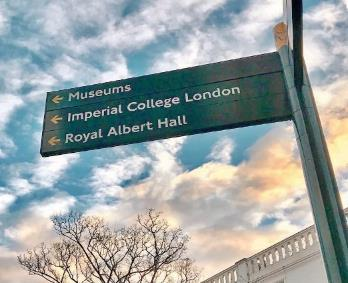 ← Museums
← Imperial College London
← Royal Albert Hall